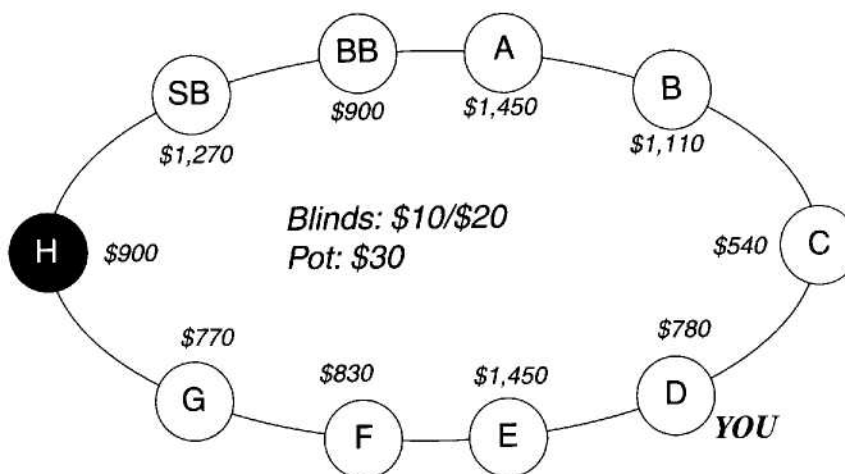 BB
A
SB
B
$900
$1,450
$1,270
$1,110
Blinds: $10/$20
Pot: $30
H
$900
$540
C
$770
$780
$830
$1,450
G
D
F
E
YOU